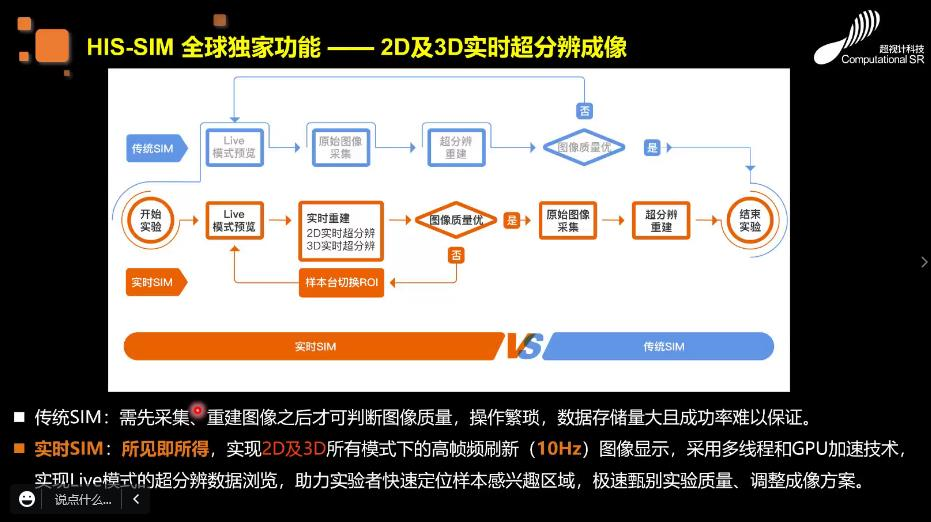 HIS-SIM 全球独家功能 —— 2D及3D实时超分辨成像
超视计科技
Computational SR
否
传统SIM
Live
模式预览
原始图像
采集
超分辨
重建
图像质量优
是
开始
实验
Live
模式预览
实时重建
2D实时超分辨
3D实时超分辨
图像质量优
是
原始图像
采集
超分辨
重建
结束
实验
否
实时SIM
样本台切换ROI
实时SIM
VS
传统SIM
传统SIM：需先采集、重建图像之后才可判断图像质量，操作繁琐，数据存储量大且成功率难以保证。
实时SIM：所见即所得，实现2D及3D所有模式下的高帧频刷新（10Hz）图像显示，采用多线程和GPU加速技术，
实现Live模式的超分辨数据浏览，助力实验者快速定位样本感兴趣区域，极速甄别实验质量、调整成像方案。
说点什么...